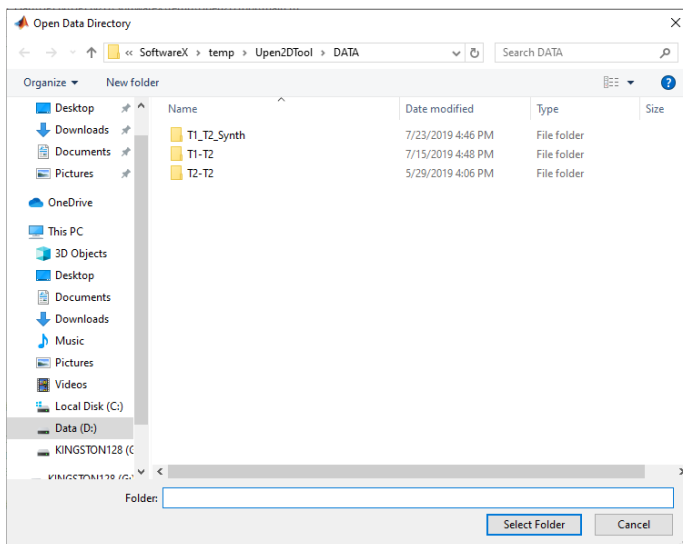 Open Data Directory
« SoftwareX › temp › Upen2DTool › DATA
Search DATA
Organize New folder
Desktop
Downloads
Documents
Pictures
OneDrive
This PC
3D Objects
Desktop
Documents
Downloads
Music
Pictures
Videos
Local Disk (C:)
Data (D:)
KINGSTON128 (G
Name Date modified Type Size
T1_T2_Synth 7/23/2019 4:46 PM File folder
T1-T2 7/15/2019 4:48 PM File folder
T2-T2 5/29/2019 4:06 PM File folder
Folder:
Select Folder Cancel